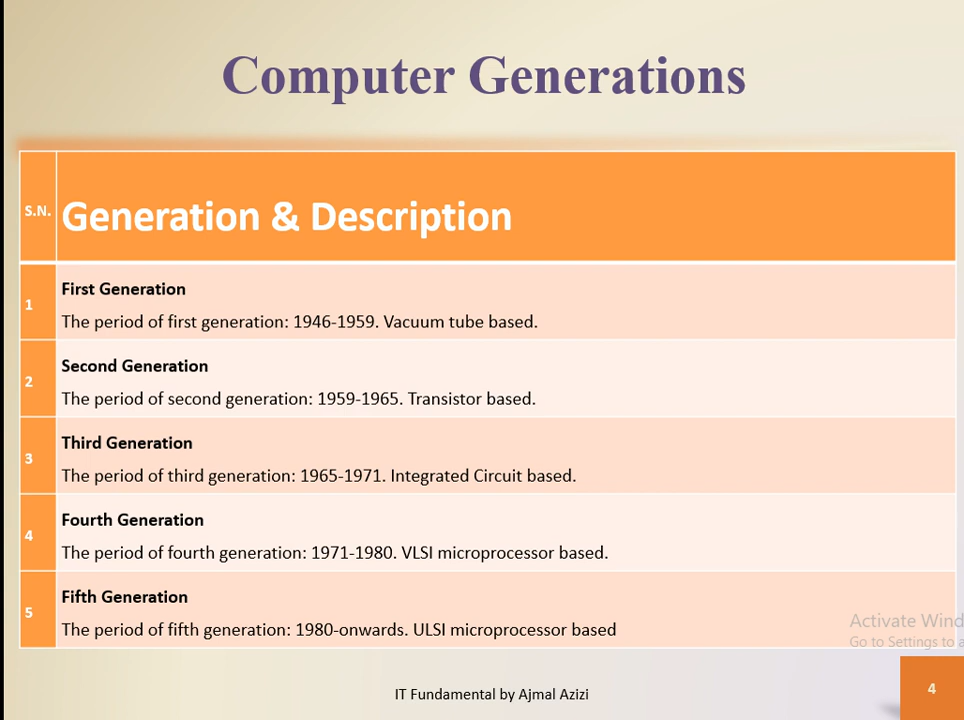 Computer Generations
S.N.
Generation & Description
1
First Generation
The period of first generation: 1946-1959. Vacuum tube based.
2
Second Generation
The period of second generation: 1959-1965. Transistor based.
3
Third Generation
The period of third generation: 1965-1971. Integrated Circuit based.
4
Fourth Generation
The period of fourth generation: 1971-1980. VLSI microprocessor based.
5
Fifth Generation
The period of fifth generation: 1980-onwards. ULSI microprocessor based
Activate Wind
Go to Settings to a
IT Fundamental by Ajmal Azizi
4